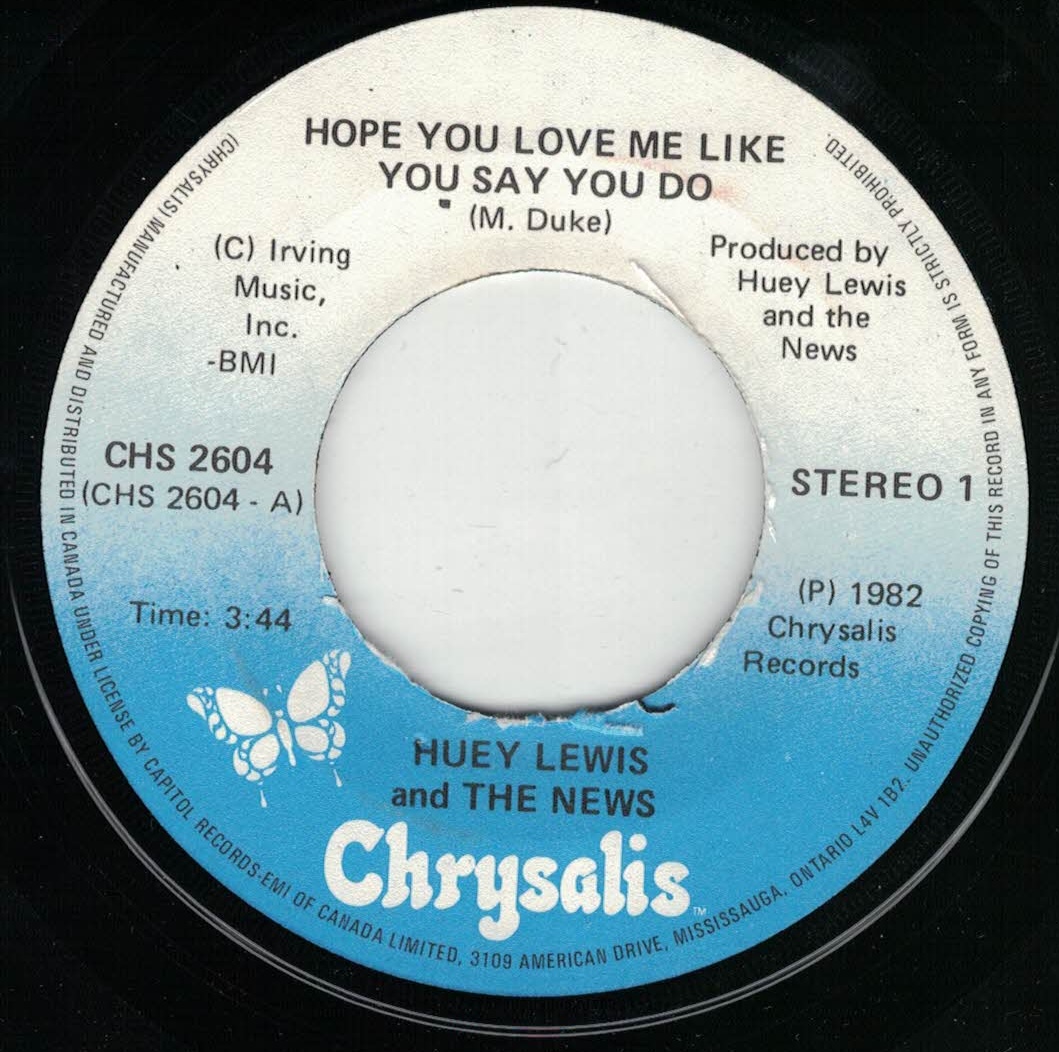 HOPE YOU LOVE ME LIKE
YOU SAY YOU DO
(M. Duke)
(C) Irving
Music,
Inc.
-BMI
Produced by
Huey Lewis
and the
News
CHS 2604
(CHS 2604 - A)
STEREO 1
Time: 3:44
(P) 1982
Chrysalis
Records
HUEY LEWIS
and THE NEWS
Chrysalis™
(CHRYSALIS) MANUFACTURED AND DISTRIBUTED IN CANADA UNDER LICENSE BY CAPITOL RECORDS-EMI OF CANADA LIMITED, 3109 AMERICAN DRIVE, MISSISSAUGA, ONTARIO L4V 1B2. UNAUTHORIZED COPYING OF THIS RECORD IN ANY FORM IS STRICTLY PROHIBITED.